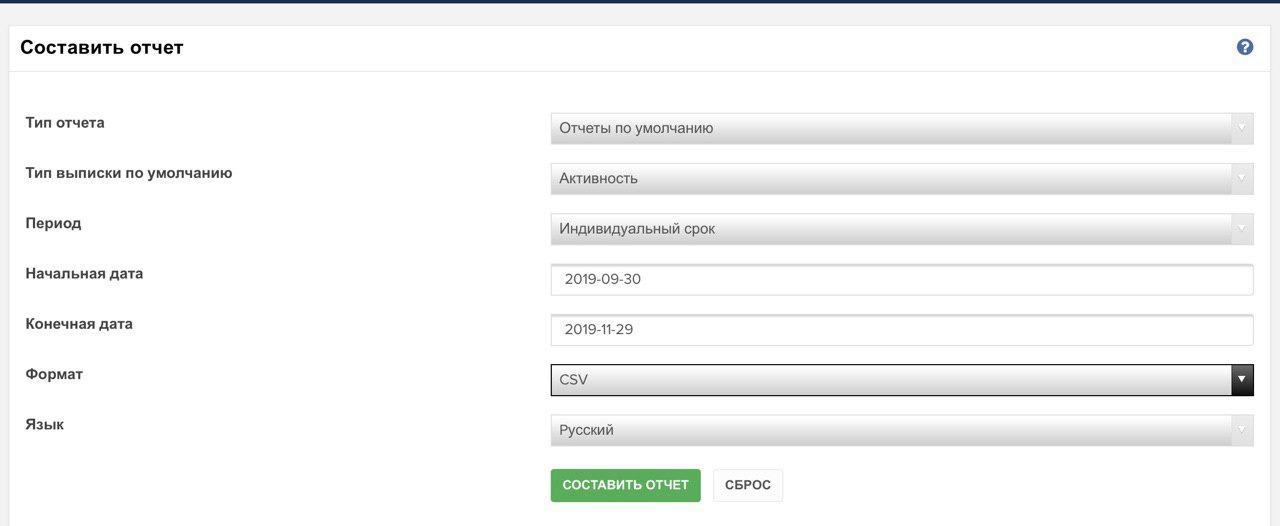 Составить отчет
?
Тип отчета
Отчеты по умолчанию
Тип выписки по умолчанию
Активность
Период
Индивидуальный срок
Начальная дата
2019-09-30
Конечная дата
2019-11-29
Формат
CSV
Язык
Русский
СОСТАВИТЬ ОТЧЕТ СБРОС